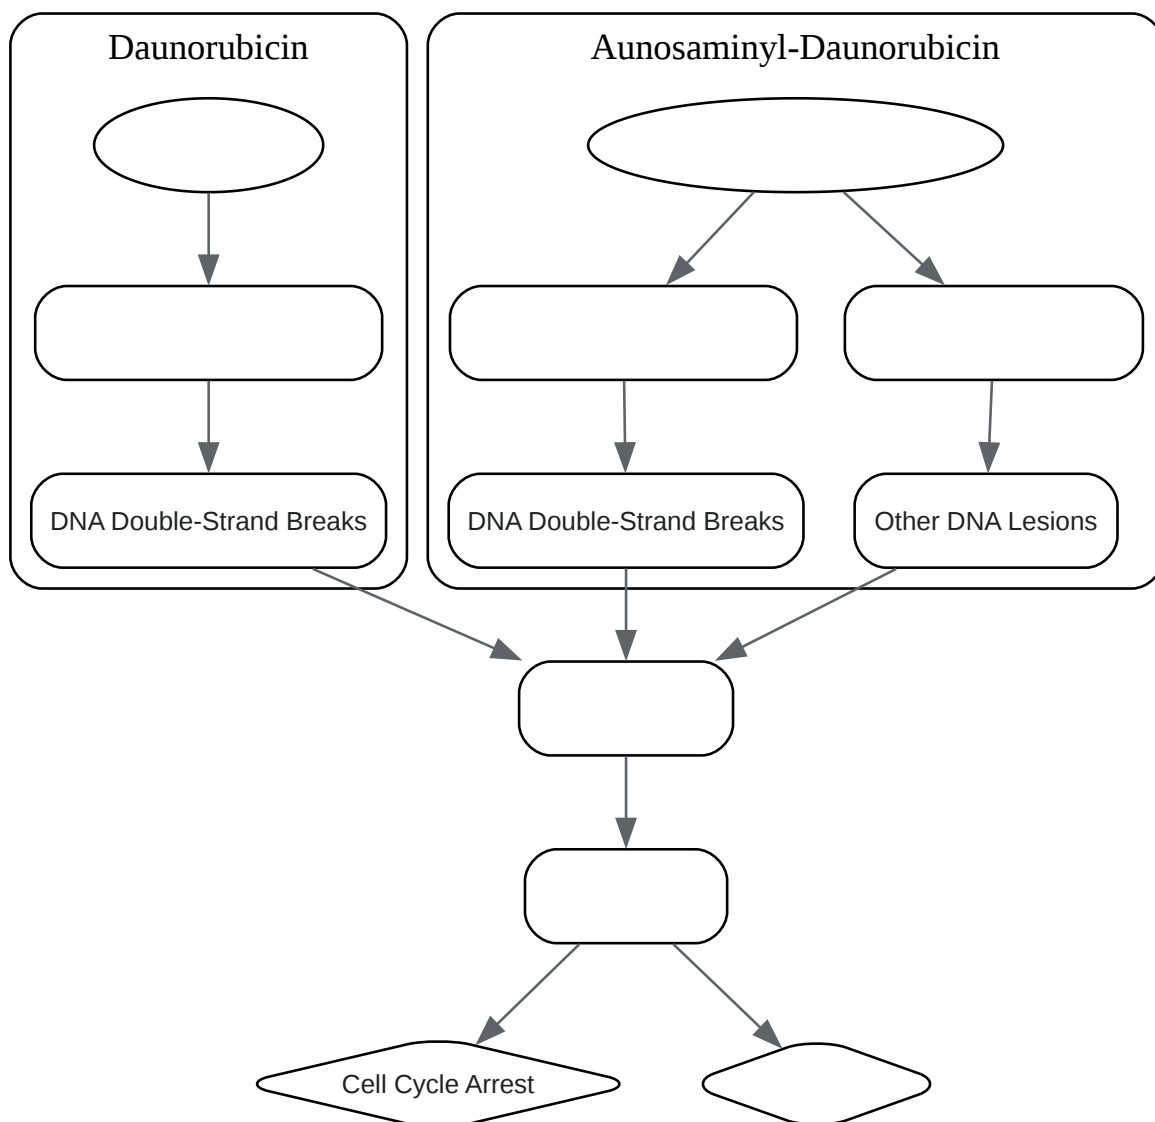 Daunorubicin
Aunosaminyl-Daunorubicin
DNA Double-Strand Breaks
DNA Double-Strand Breaks
Other DNA Lesions
Cell Cycle Arrest